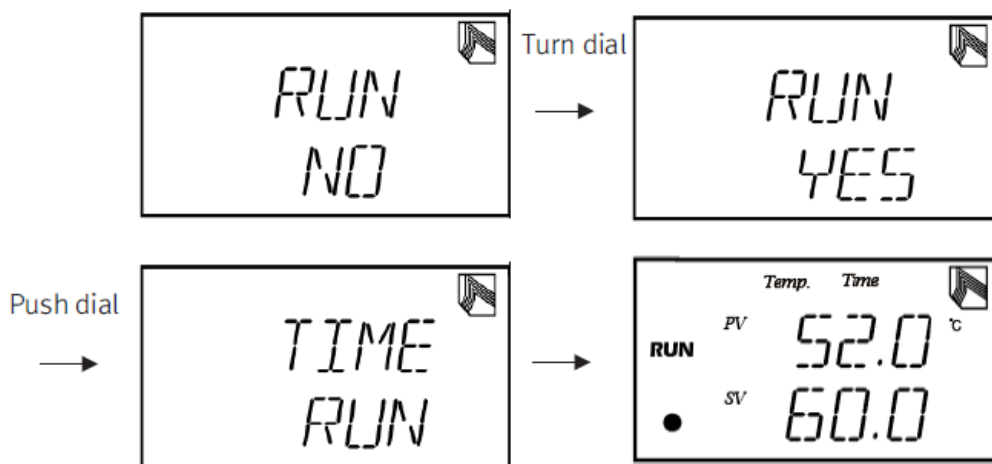 RUN
NO
Turn dial
RUN
YES
Push dial
TIME
RUN
Temp. Time
PV 52.0 °C
RUN
SV 60.0